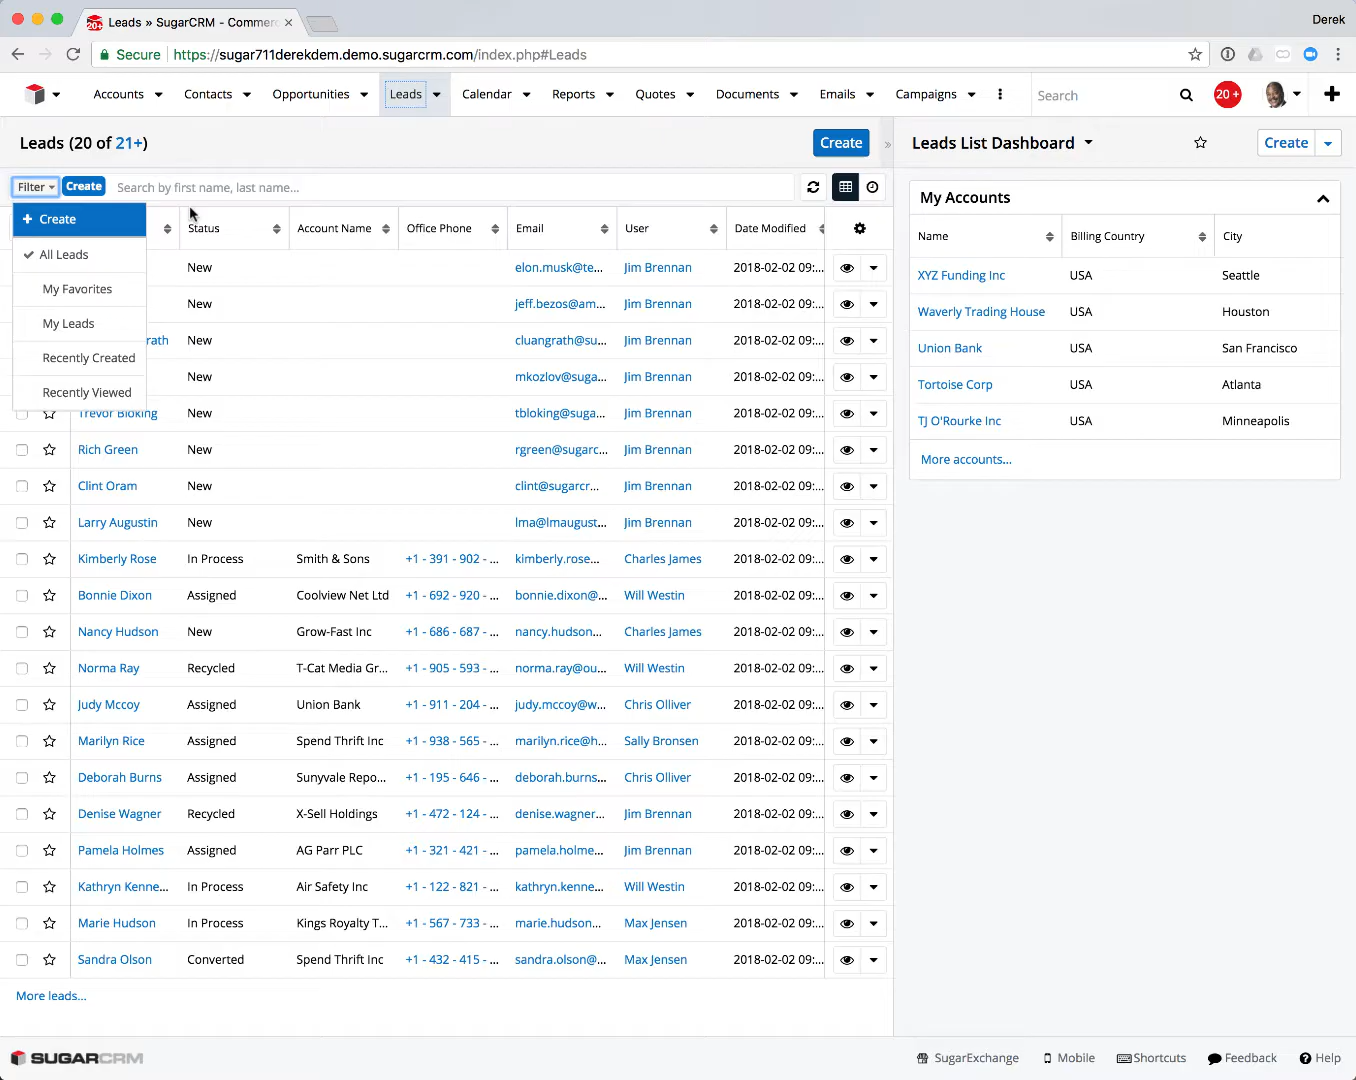 Leads » SugarCRM - Commerc
Derek
Secure https://sugar711derekdem.demo.sugarcrm.com/index.php#Leads
Accounts Contacts Opportunities Leads Calendar Reports Quotes Documents Emails Campaigns Search 20 +
Leads (20 of 21+) Create
Leads List Dashboard Create
Filter Create Search by first name, last name...
My Accounts
+ Create
Status Account Name Office Phone Email User Date Modified
Name Billing Country City
All Leads
My Favorites
My Leads
Recently Created
Recently Viewed
New elon.musk@te... Jim Brennan 2018-02-02 09:...
New jeff.bezos@am... Jim Brennan 2018-02-02 09:...
rath New cluangrath@su... Jim Brennan 2018-02-02 09:...
New mkozlov@suga... Jim Brennan 2018-02-02 09:...
Trevor Bloking New tbloking@suga... Jim Brennan 2018-02-02 09:...
Rich Green New rgreen@sugarc... Jim Brennan 2018-02-02 09:...
Clint Oram New clint@sugarcr... Jim Brennan 2018-02-02 09:...
Larry Augustin New lma@lmaugust... Jim Brennan 2018-02-02 09:...
Kimberly Rose In Process Smith & Sons +1 - 391 - 902 - ... kimberly.rose... Charles James 2018-02-02 09:...
Bonnie Dixon Assigned Coolview Net Ltd +1 - 692 - 920 - ... bonnie.dixon@... Will Westin 2018-02-02 09:...
Nancy Hudson New Grow-Fast Inc +1 - 686 - 687 - ... nancy.hudson... Charles James 2018-02-02 09:...
Norma Ray Recycled T-Cat Media Gr... +1 - 905 - 593 - ... norma.ray@ou... Will Westin 2018-02-02 09:...
Judy Mccoy Assigned Union Bank +1 - 911 - 204 - ... judy.mccoy@w... Chris Olliver 2018-02-02 09:...
Marilyn Rice Assigned Spend Thrift Inc +1 - 938 - 565 - ... marilyn.rice@h... Sally Bronsen 2018-02-02 09:...
Deborah Burns Assigned Sunyvale Repo... +1 - 195 - 646 - ... deborah.burns... Chris Olliver 2018-02-02 09:...
Denise Wagner Recycled X-Sell Holdings +1 - 472 - 124 - ... denise.wagner... Jim Brennan 2018-02-02 09:...
Pamela Holmes Assigned AG Parr PLC +1 - 321 - 421 - ... pamela.holme... Jim Brennan 2018-02-02 09:...
Kathryn Kenne... In Process Air Safety Inc +1 - 122 - 821 - ... kathryn.kenne... Will Westin 2018-02-02 09:...
Marie Hudson In Process Kings Royalty T... +1 - 567 - 733 - ... marie.hudson... Max Jensen 2018-02-02 09:...
Sandra Olson Converted Spend Thrift Inc +1 - 432 - 415 - ... sandra.olson@... Max Jensen 2018-02-02 09:...
More leads...
XYZ Funding Inc USA Seattle
Waverly Trading House USA Houston
Union Bank USA San Francisco
Tortoise Corp USA Atlanta
TJ O'Rourke Inc USA Minneapolis
More accounts...
SUGARCRM
SugarExchange Mobile Shortcuts Feedback Help